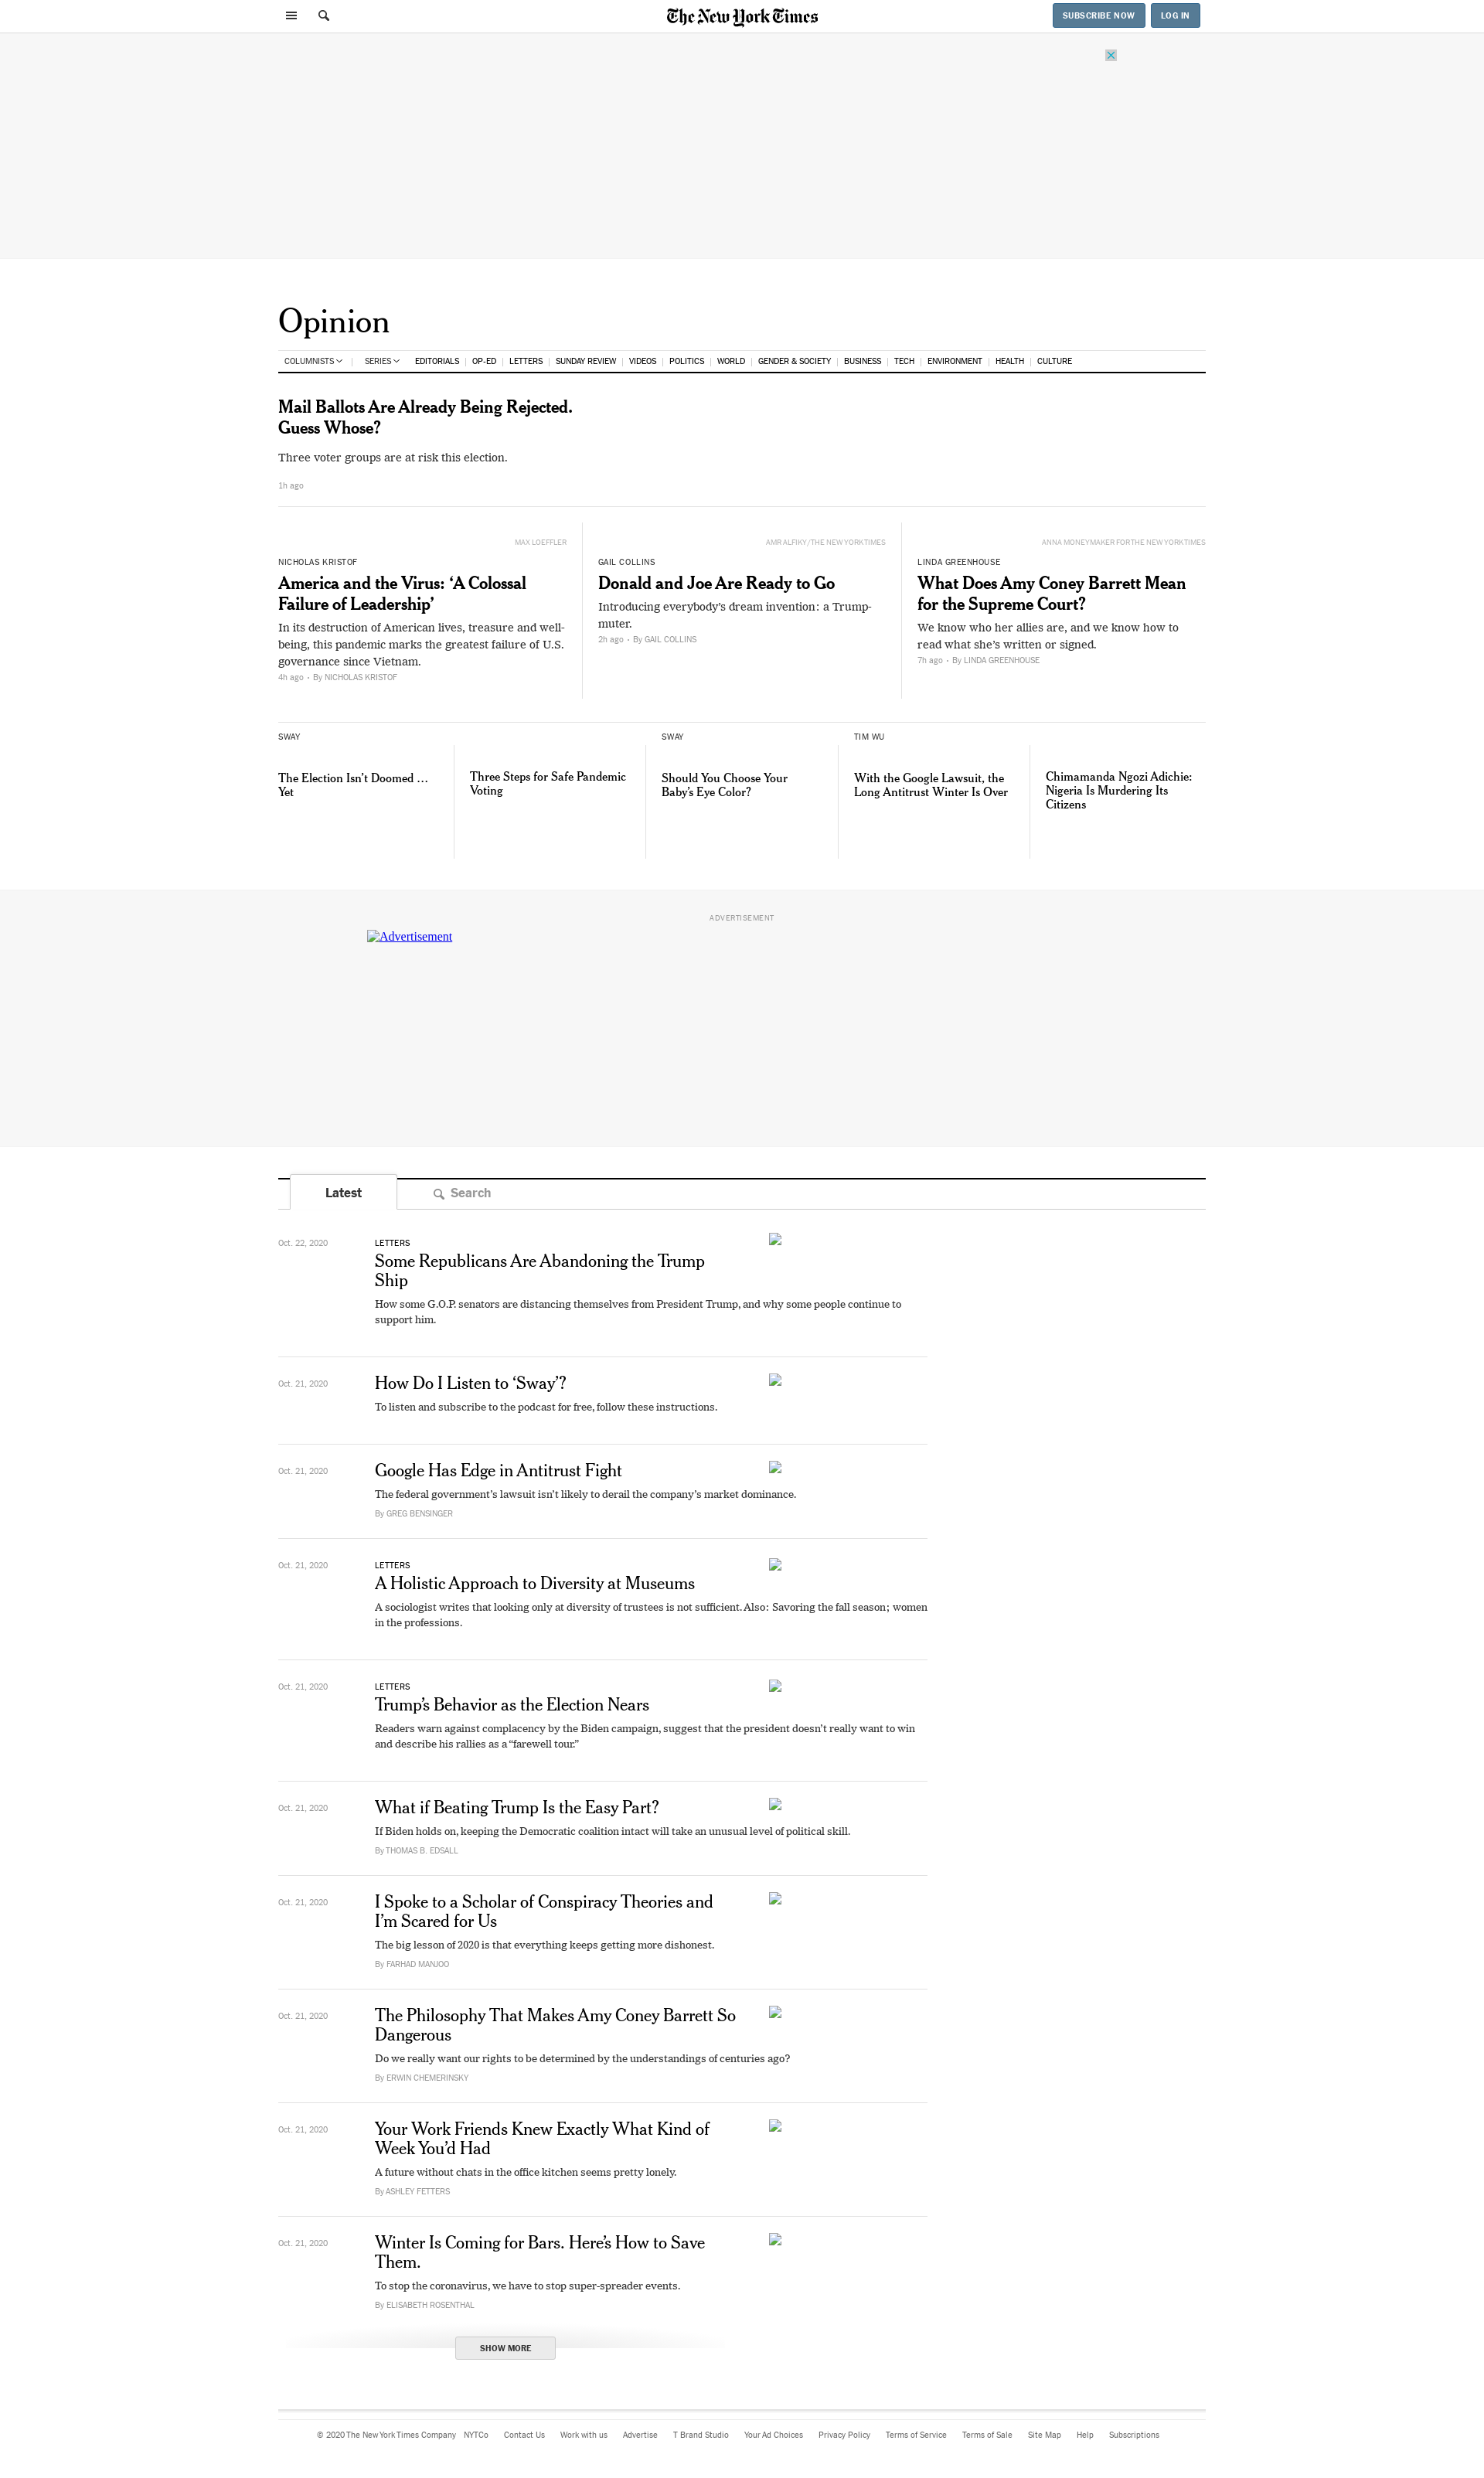 The New York Times
SUBSCRIBE NOW
LOG IN
Opinion
COLUMNISTS SERIES EDITORIALS OP-ED LETTERS SUNDAY REVIEW VIDEOS POLITICS WORLD GENDER & SOCIETY BUSINESS TECH ENVIRONMENT HEALTH CULTURE
Mail Ballots Are Already Being Rejected.
Guess Whose?
Three voter groups are at risk this election.
1h ago
MAX LOEFFLER
NICHOLAS KRISTOF
America and the Virus: ‘A Colossal
Failure of Leadership’
In its destruction of American lives, treasure and well-
being, this pandemic marks the greatest failure of U.S.
governance since Vietnam.
4h ago • By NICHOLAS KRISTOF
AMR ALFIKY/THE NEW YORK TIMES
GAIL COLLINS
Donald and Joe Are Ready to Go
Introducing everybody’s dream invention: a Trump-
muter.
2h ago • By GAIL COLLINS
ANNA MONEYMAKER FOR THE NEW YORK TIMES
LINDA GREENHOUSE
What Does Amy Coney Barrett Mean
for the Supreme Court?
We know who her allies are, and we know how to
read what she’s written or signed.
7h ago • By LINDA GREENHOUSE
SWAY
The Election Isn’t Doomed …
Yet
Three Steps for Safe Pandemic
Voting
SWAY
Should You Choose Your
Baby’s Eye Color?
TIM WU
With the Google Lawsuit, the
Long Antitrust Winter Is Over
Chimamanda Ngozi Adichie:
Nigeria Is Murdering Its
Citizens
ADVERTISEMENT
Advertisement
Latest
Search
Oct. 22, 2020
LETTERS
Some Republicans Are Abandoning the Trump
Ship
How some G.O.P. senators are distancing themselves from President Trump, and why some people continue to
support him.
Oct. 21, 2020
How Do I Listen to ‘Sway’?
To listen and subscribe to the podcast for free, follow these instructions.
Oct. 21, 2020
Google Has Edge in Antitrust Fight
The federal government’s lawsuit isn’t likely to derail the company’s market dominance.
By GREG BENSINGER
Oct. 21, 2020
LETTERS
A Holistic Approach to Diversity at Museums
A sociologist writes that looking only at diversity of trustees is not sufficient. Also: Savoring the fall season; women
in the professions.
Oct. 21, 2020
LETTERS
Trump’s Behavior as the Election Nears
Readers warn against complacency by the Biden campaign, suggest that the president doesn’t really want to win
and describe his rallies as a “farewell tour.”
Oct. 21, 2020
What if Beating Trump Is the Easy Part?
If Biden holds on, keeping the Democratic coalition intact will take an unusual level of political skill.
By THOMAS B. EDSALL
Oct. 21, 2020
I Spoke to a Scholar of Conspiracy Theories and
I’m Scared for Us
The big lesson of 2020 is that everything keeps getting more dishonest.
By FARHAD MANJOO
Oct. 21, 2020
The Philosophy That Makes Amy Coney Barrett So
Dangerous
Do we really want our rights to be determined by the understandings of centuries ago?
By ERWIN CHEMERINSKY
Oct. 21, 2020
Your Work Friends Knew Exactly What Kind of
Week You’d Had
A future without chats in the office kitchen seems pretty lonely.
By ASHLEY FETTERS
Oct. 21, 2020
Winter Is Coming for Bars. Here’s How to Save
Them.
To stop the coronavirus, we have to stop super-spreader events.
By ELISABETH ROSENTHAL
SHOW MORE
© 2020 The New York Times Company NYTCo Contact Us Work with us Advertise T Brand Studio Your Ad Choices Privacy Policy Terms of Service Terms of Sale Site Map Help Subscriptions